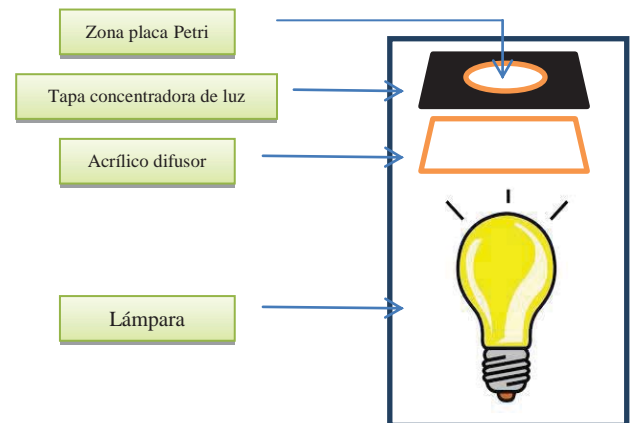 Zona placa Petri
Tapa concentradora de luz
Acrílico difusor
Lámpara